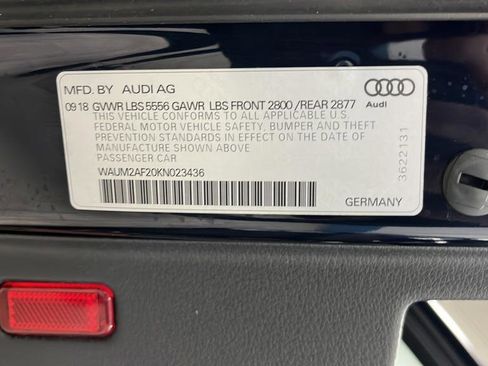 MFD. BY AUDI AG
09 18 GVWR LBS 5556 GAWR LBS FRONT 2800 /REAR 2877
THIS VEHICLE CONFORMS TO ALL APPLICABLE U.S.
FEDERAL MOTOR VEHICLE SAFETY, BUMPER AND THEFT
PREVENTION STANDARDS IN EFFECT ON THE DATE OF
MANUFACTURE SHOWN ABOVE
PASSENGER CAR
WAUM2AF20KN023436
Audi
3622131
GERMANY